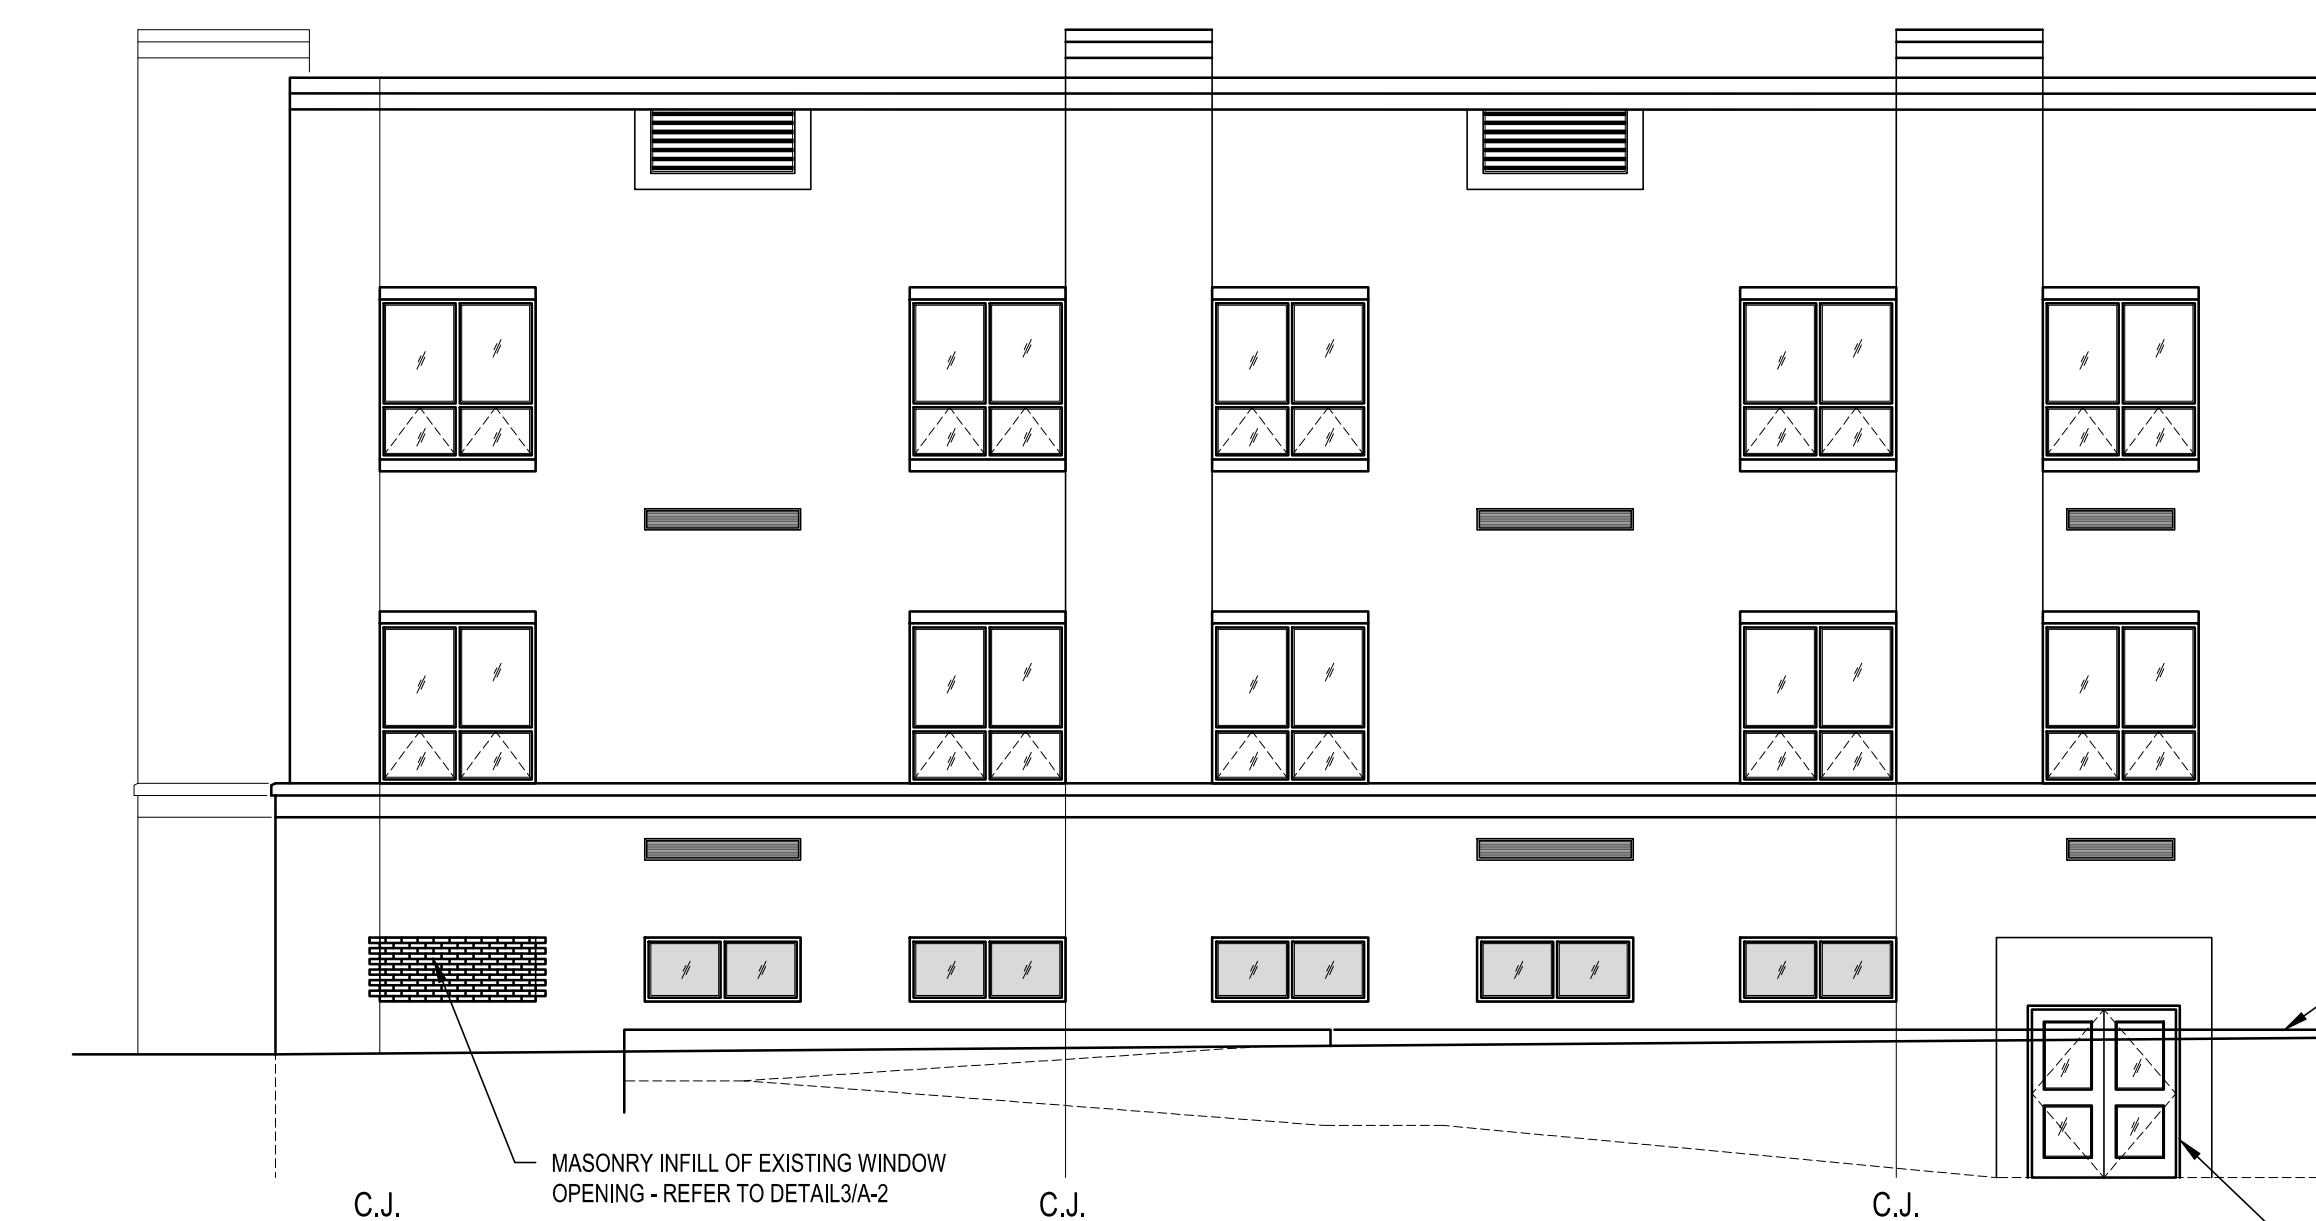 MASONRY INFILL OF EXISTING WINDOW
OPENING - REFER TO DETAIL3/A-2
C.J.
C.J.
C.J.